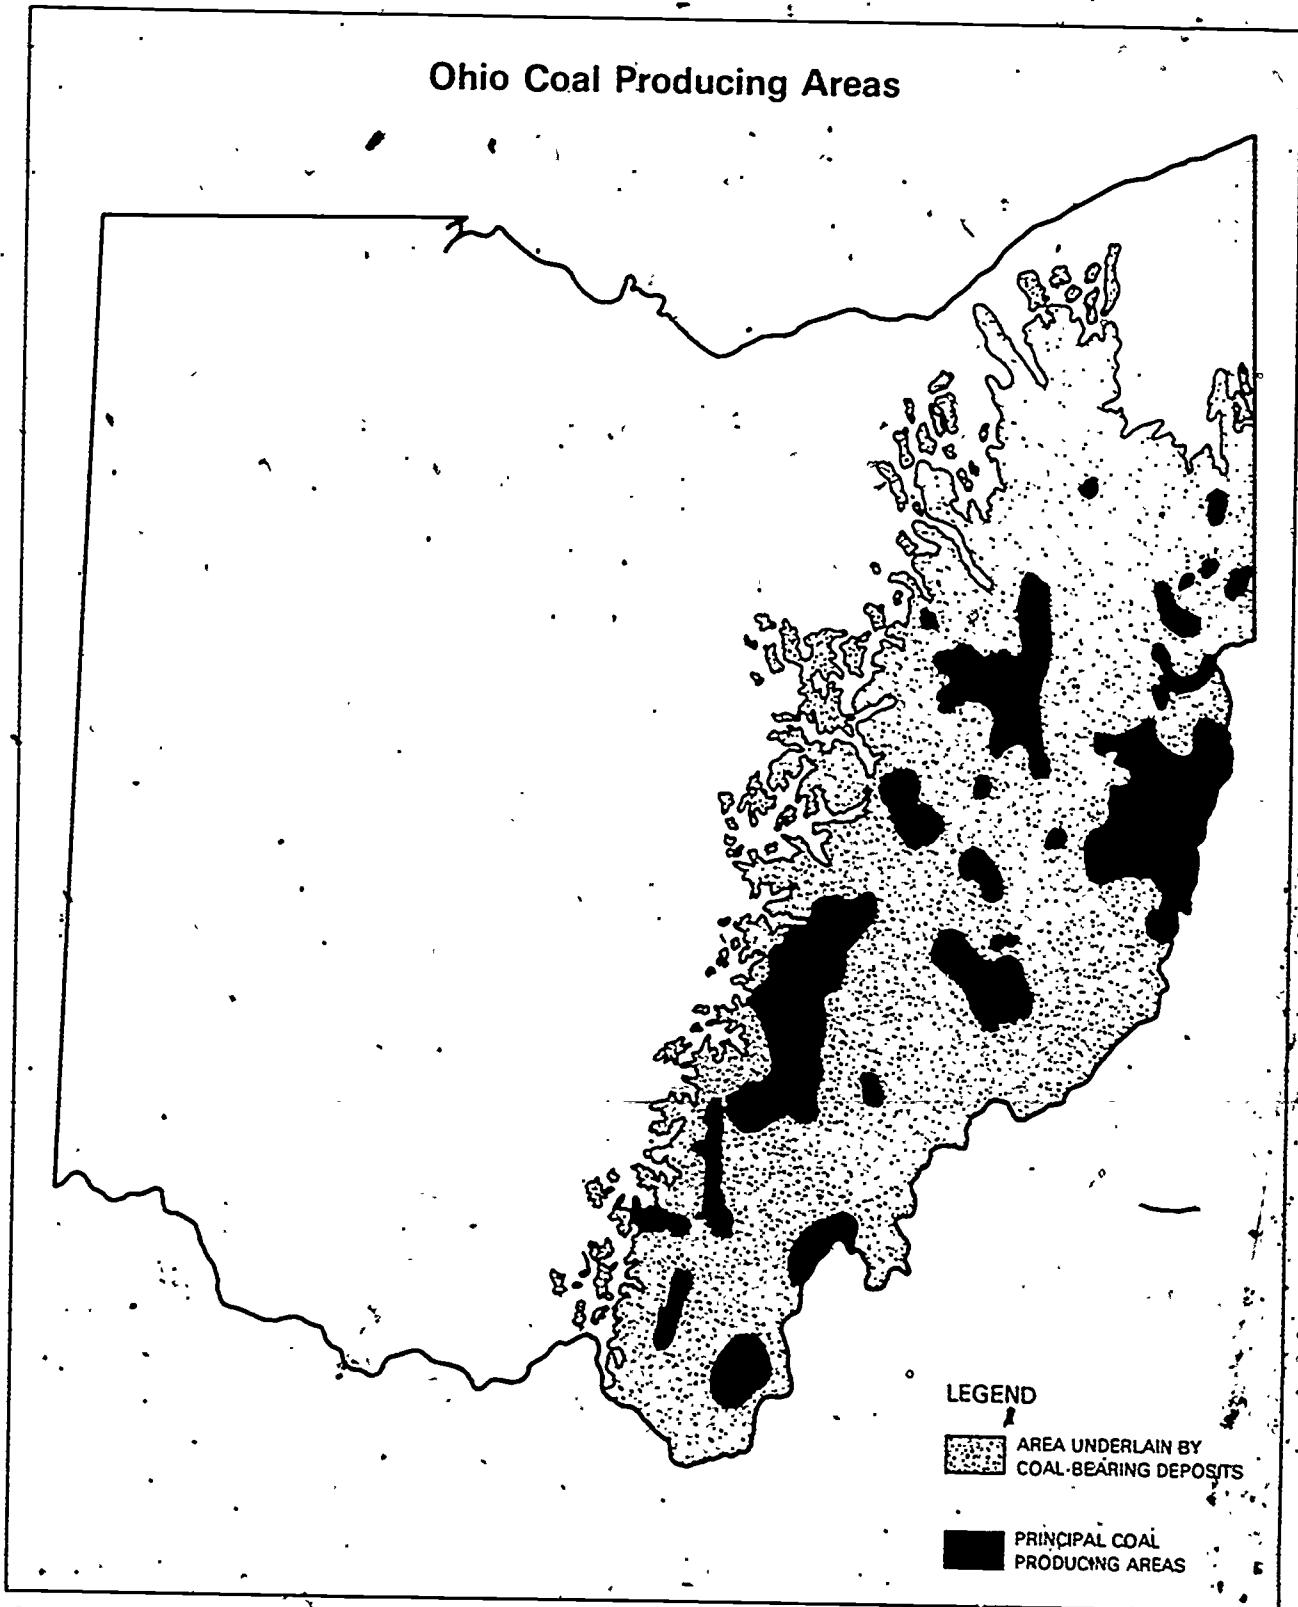 Ohio Coal Producing Areas
LEGEND
AREA UNDERLAIN BY
COAL-BEARING DEPOSITS
PRINCIPAL COAL
PRODUCING AREAS